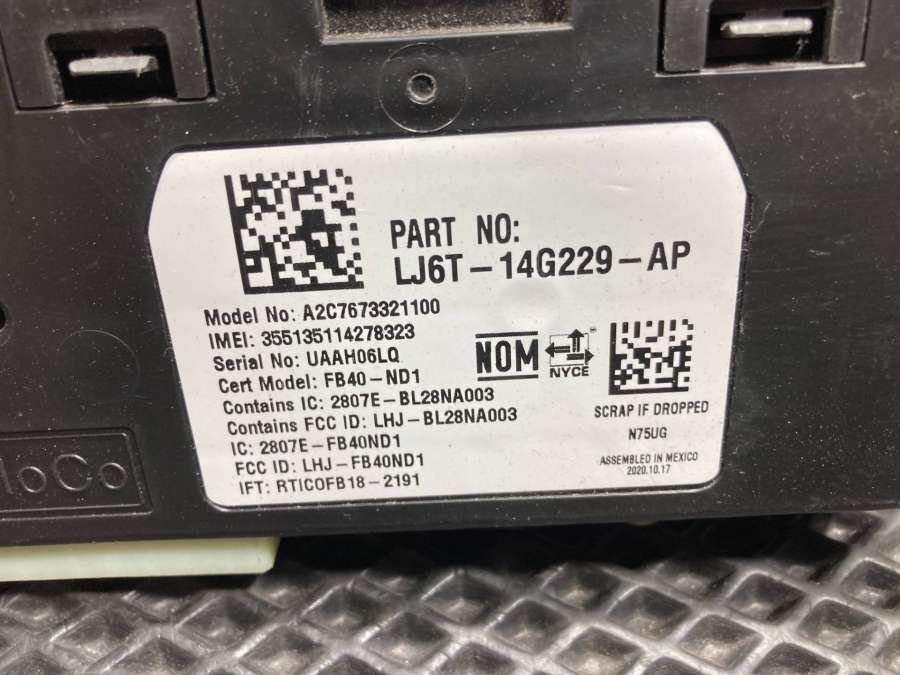 PART NO:
LJ6T-14G229-AP
Model No: A2C7673321100
IMEI: 355135114278323
Serial No: UAAH06LQ
Cert Model: FB40-ND1
Contains IC: 2807E-BL28NA003
Contains FCC ID: LHJ-BL28NA003
IC: 2807E-FB40ND1
FCC ID: LHJ-FB40ND1
IFT: RTICOFB18-2191
NOM
NYCE
SCRAP IF DROPPED
N75UG
ASSEMBLED IN MEXICO
2020.10.17